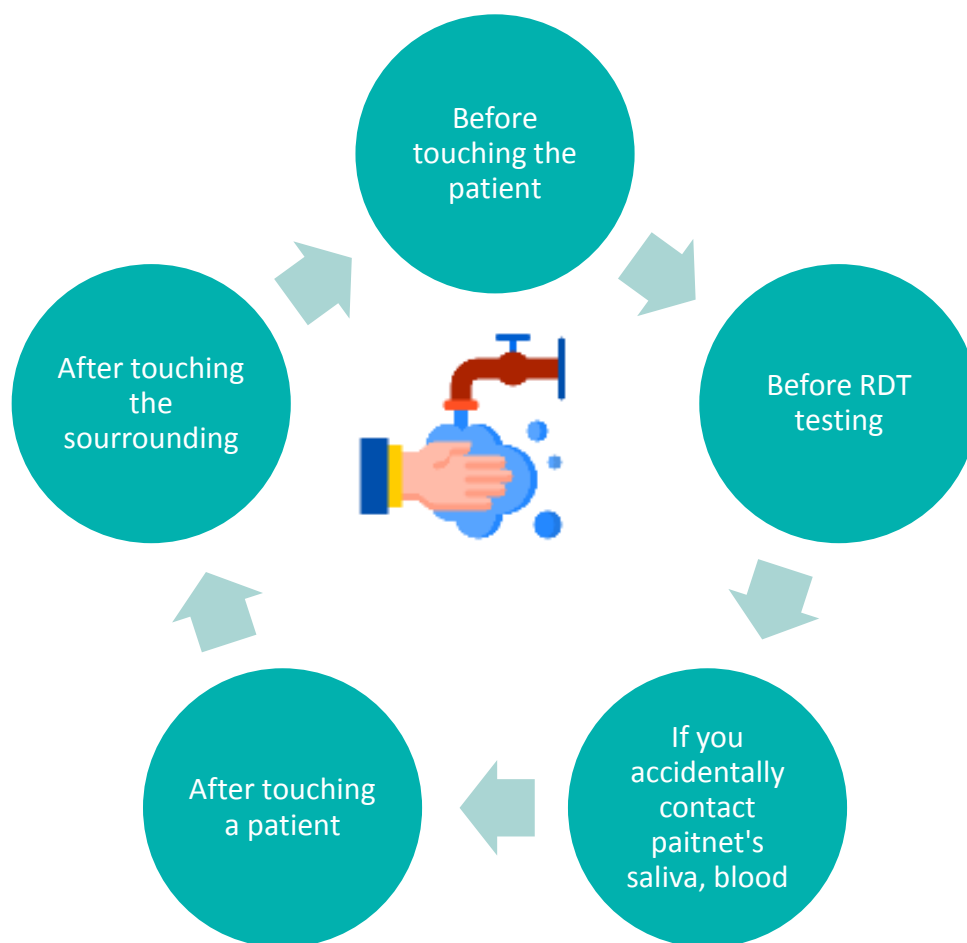 Before
touching the
patient
Before RDT
testing
If you
accidentally
contact
paitnet's
saliva, blood
After touching
a patient
After touching
the
sourrounding